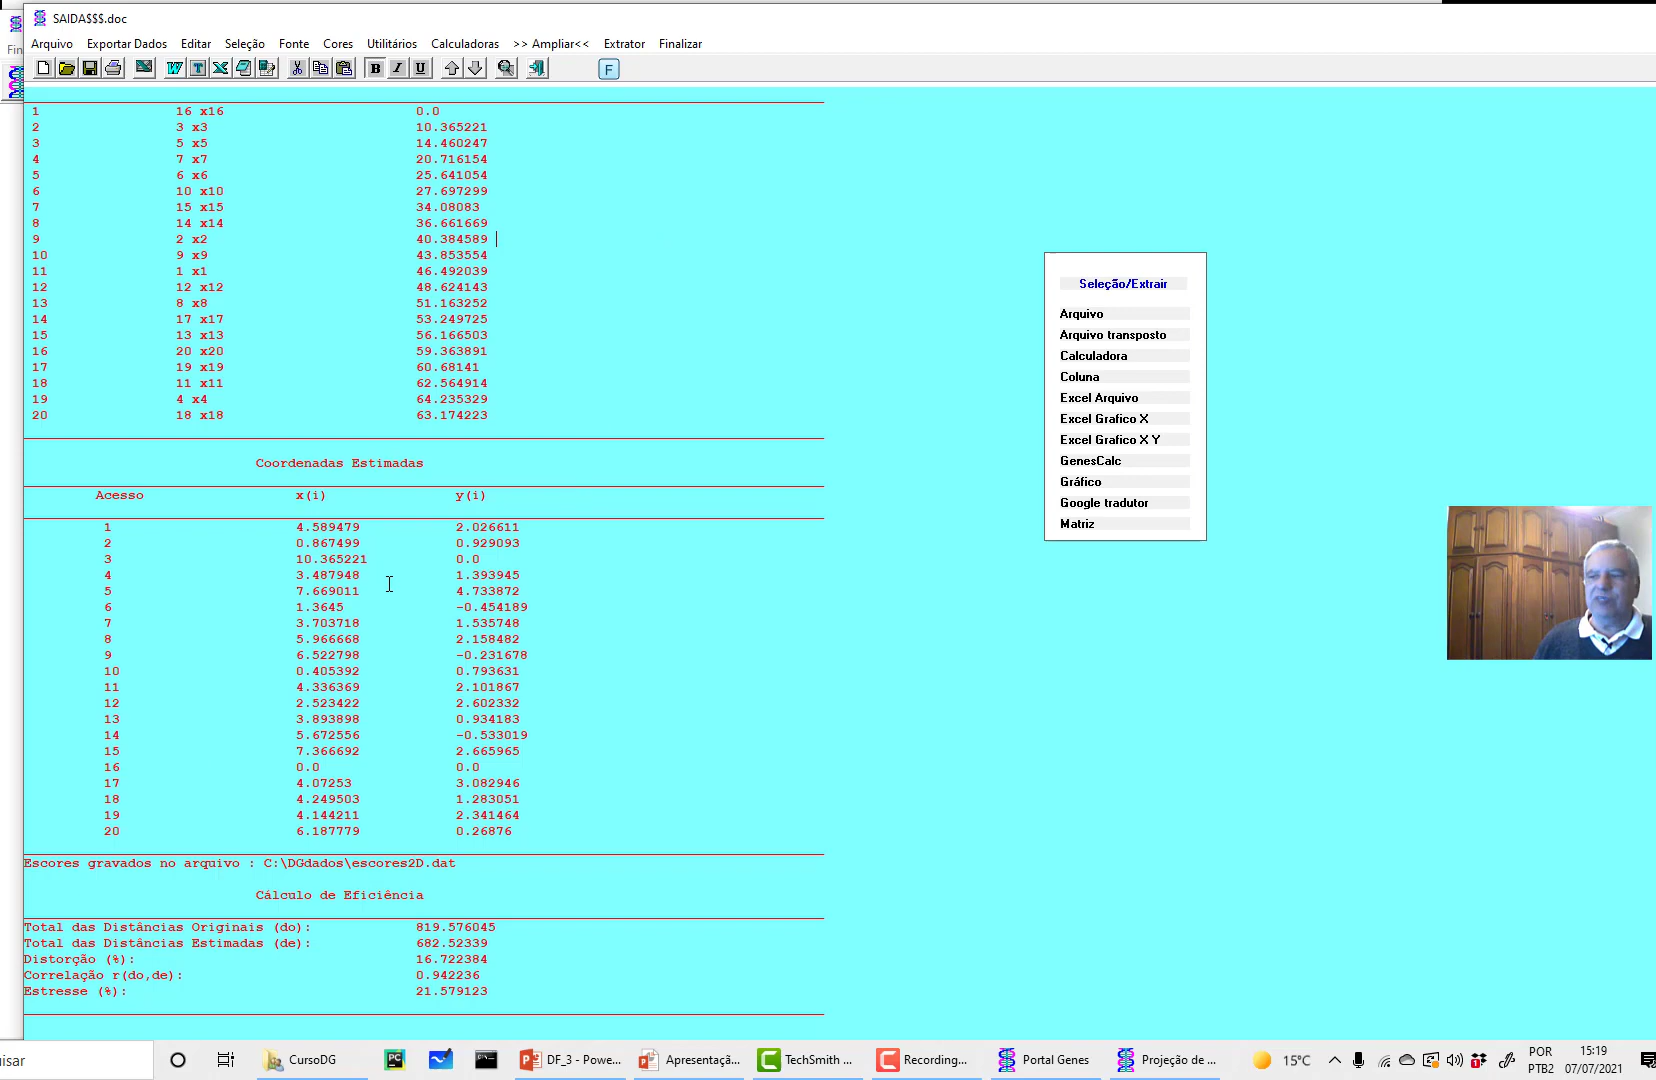 SAIDA$$$.doc
Fin
Arquivo Exportar Dados Editar Seleção Fonte Cores Utilitários Calculadoras >> Ampliar<< Extrator Finalizar
B I U F
1 16 x16 0.0
2 3 x3 10.365221
3 5 x5 14.460247
4 7 x7 20.716154
5 6 x6 25.641054
6 10 x10 27.697299
7 15 x15 34.08083
8 14 x14 36.661669
9 2 x2 40.384589
10 9 x9 43.853554
11 1 x1 46.492039
12 12 x12 48.624143
13 8 x8 51.163252
14 17 x17 53.249725
15 13 x13 56.166503
16 20 x20 59.363891
17 19 x19 60.68141
18 11 x11 62.564914
19 4 x4 64.235329
20 18 x18 63.174223
Coordenadas Estimadas
Acesso x(i) y(i)
1 4.589479 2.026611
2 0.867499 0.929093
3 10.365221 0.0
4 3.487948 1.393945
5 7.669011 4.733872
6 1.3645 -0.454189
7 3.703718 1.535748
8 5.966668 2.158482
9 6.522798 -0.231678
10 0.405392 0.793631
11 4.336369 2.101867
12 2.523422 2.602332
13 3.893898 0.934183
14 5.672556 -0.533019
15 7.366692 2.665965
16 0.0 0.0
17 4.07253 3.082946
18 4.249503 1.283051
19 4.144211 2.341464
20 6.187779 0.26876
Escores gravados no arquivo : C:\DGdados\escores2D.dat
Cálculo de Eficiência
Total das Distâncias Originais (do): 819.576045
Total das Distâncias Estimadas (de): 682.52339
Distorção (%): 16.722384
Correlação r(do,de): 0.942236
Estresse (%): 21.579123
Seleção/Extrair
Arquivo
Arquivo transposto
Calculadora
Coluna
Excel Arquivo
Excel Grafico X
Excel Grafico X Y
GenesCalc
Gráfico
Google tradutor
Matriz
uisar CursoDG PC DF_3 - Powe... Apresentaçã... TechSmith ... Recording... Portal Genes Projeção de ... 15°C POR 15:19
PTB2 07/07/2021